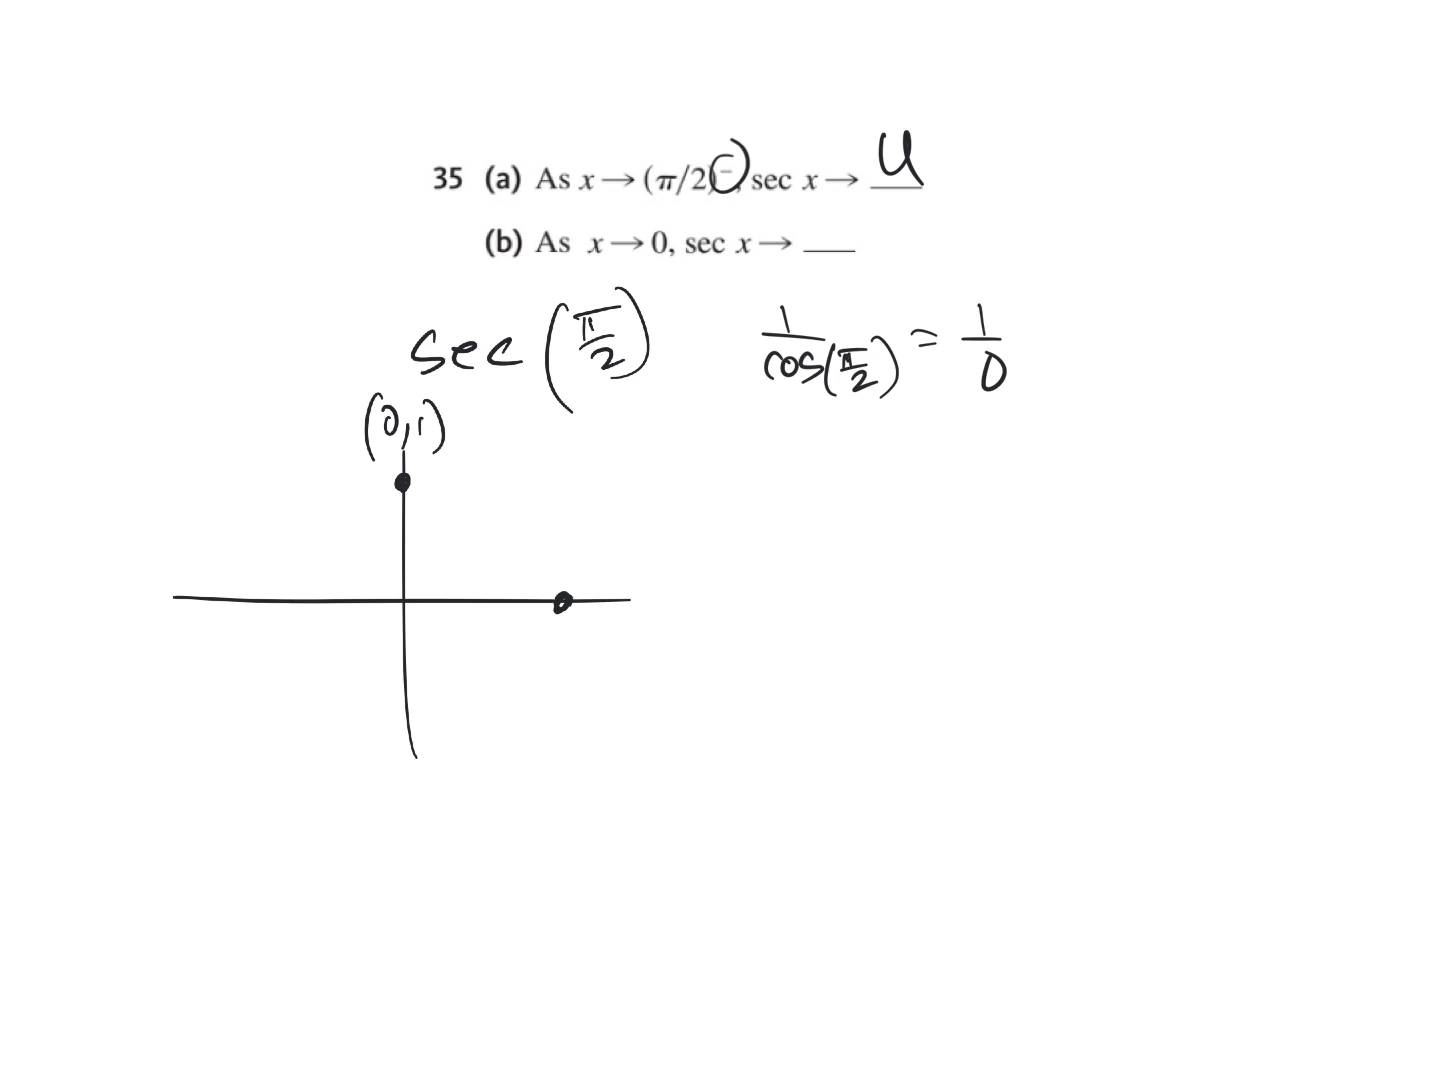 35 (a) As x → (π/2)⁻, sec x → U
(b) As x → 0, sec x → ___
sec (π/2) 1/cos(π/2) = 1/0
(0,1)